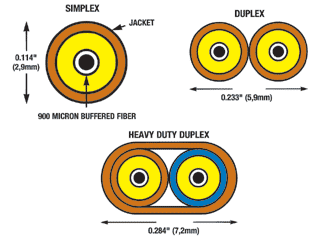 SIMPLEX
JACKET
0.114"
(2,9mm)
900 MICRON BUFFERED FIBER
DUPLEX
0.233" (5,9mm)
HEAVY DUTY DUPLEX
0.284" (7,2mm)